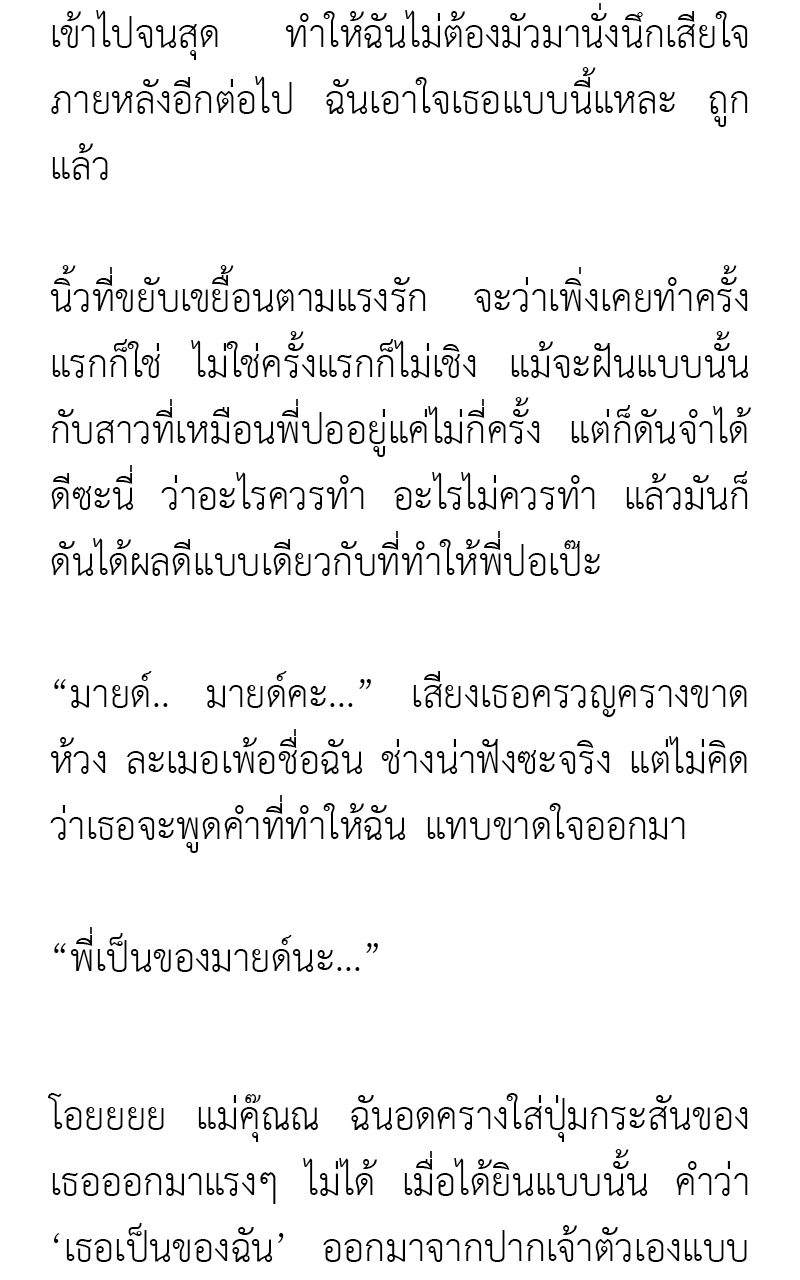 เข้าไปจนสุด ทำให้ฉันไม่ต้องมัวมานั่งนึกเสียใจ
ภายหลังอีกต่อไป ฉันเอาใจเธอแบบนี้แหละ ถูก
แล้ว
นิ้วที่ขยับเขยื้อนตามแรงรัก จะว่าเพิ่งเคยทำครั้ง
แรกก็ใช่ ไม่ใช่ครั้งแรกก็ไม่เชิง แม้จะฝันแบบนั้น
กับสาวที่เหมือนพี่ปออยู่แค่ไม่กี่ครั้ง แต่ก็ดันจำได้
ดีซะนี่ ว่าอะไรควรทำ อะไรไม่ควรทำ แล้วมันก็
ดันได้ผลดีแบบเดียวกับที่ทำให้พี่ปอเป๊ะ
“มายด์.. มายด์คะ...” เสียงเธอครวญครางขาด
ห้วง ละเมอเพ้อชื่อฉัน ช่างน่าฟังซะจริง แต่ไม่คิด
ว่าเธอจะพูดคำที่ทำให้ฉัน แทบขาดใจออกมา
“พี่เป็นของมายด์นะ...”
โอยยยย แม่คุ๊ณณ ฉันอดครางใส่ปุ่มกระสันของ
เธอออกมาแรงๆ ไม่ได้ เมื่อได้ยินแบบนั้น คำว่า
‘เธอเป็นของฉัน’ ออกมาจากปากเจ้าตัวเองแบบ